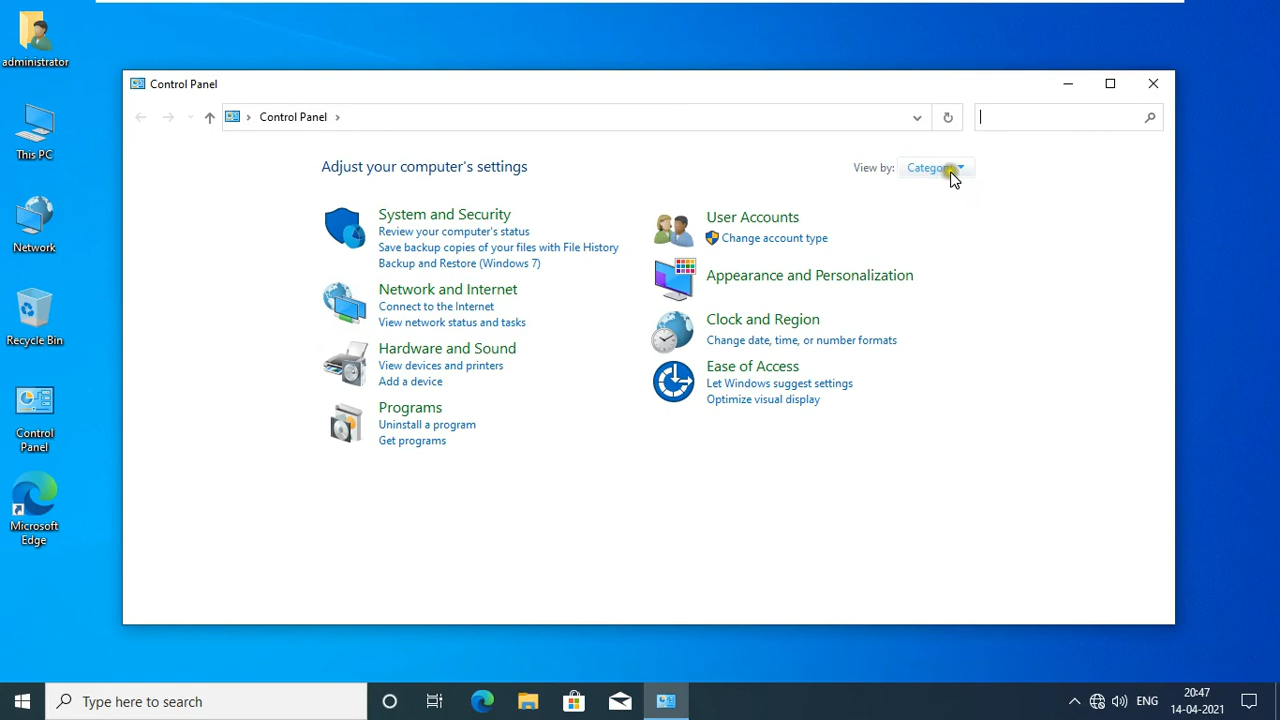 administrator
This PC
Network
Recycle Bin
Control
Panel
Microsoft
Edge
Control Panel
Control Panel
Adjust your computer's settings
View by:
System and Security
Review your computer's status
Save backup copies of your files with File History
Backup and Restore (Windows 7)
Network and Internet
Connect to the Internet
View network status and tasks
Hardware and Sound
View devices and printers
Add a device
Programs
Uninstall a program
Get programs
User Accounts
Change account type
Appearance and Personalization
Clock and Region
Change date, time, or number formats
Ease of Access
Let Windows suggest settings
Optimize visual display
Type here to search
ENG
20:47
14-04-2021